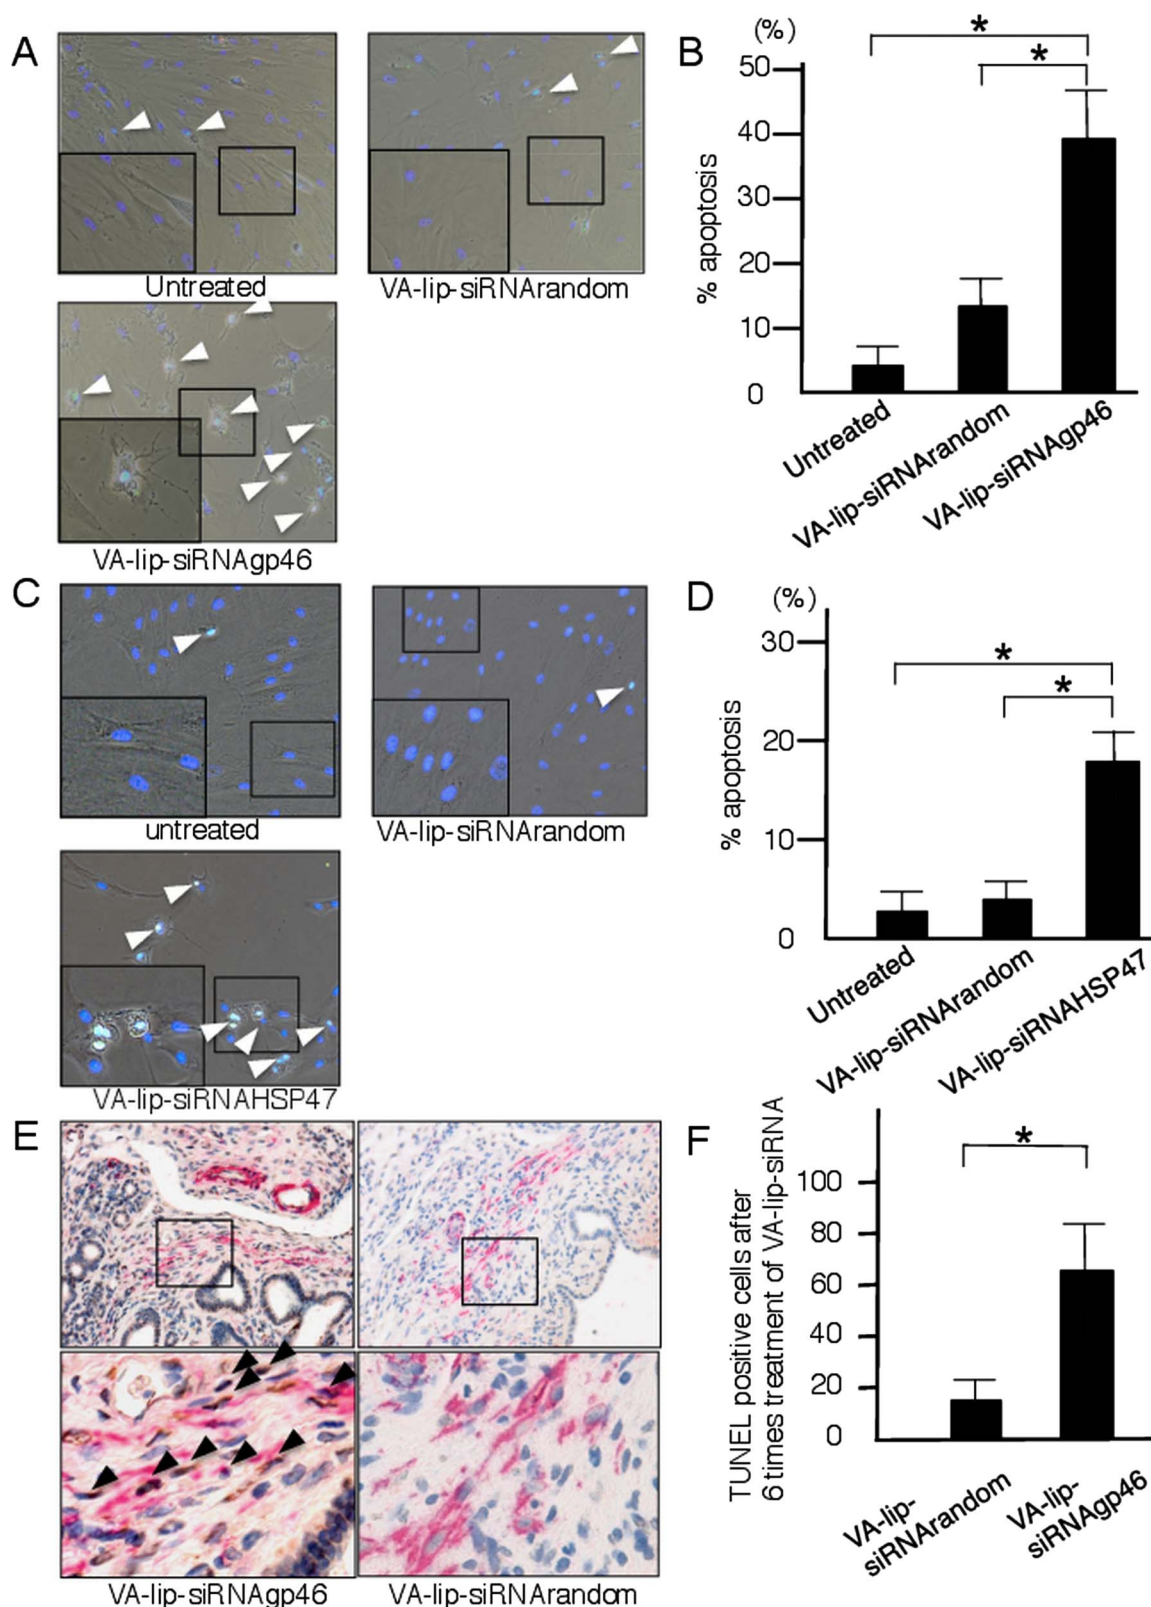 A
Untreated
VA-lip-siRNArandom
VA-lip-siRNAgp46
B
(%)
*
*
% apoptosis
50
40
30
20
10
0
Untreated
VA-lip-siRNArandom
VA-lip-siRNAgp46
C
untreated
VA-lip-siRNArandom
VA-lip-siRNAHSP47
D
(%)
*
*
% apoptosis
30
20
10
0
Untreated
VA-lip-siRNArandom
VA-lip-siRNAHSP47
E
VA-lip-siRNAgp46
VA-lip-siRNArandom
F
*
TUNEL positive cells after
6 times treatment of VA-lip-siRNA
100
80
60
40
20
0
VA-lip-
siRNArandom
VA-lip-
siRNAgp46